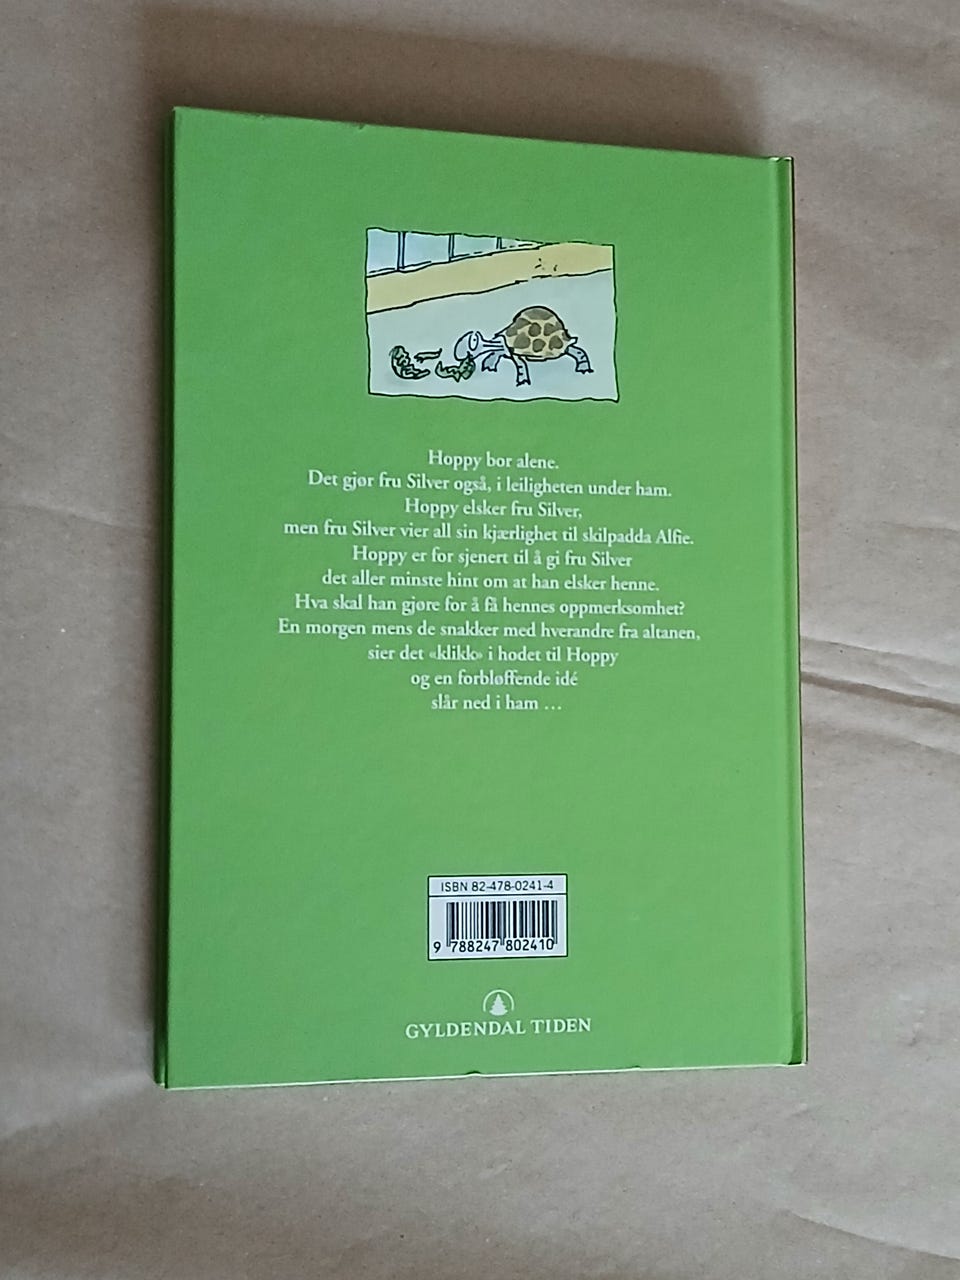 Hoppy bor alene.
Det gjør fru Silver også, i leiligheten under ham.
Hoppy elsker fru Silver,
men fru Silver vier all sin kjærlighet til skilpadda Alfie.
Hoppy er for sjenert til å gi fru Silver
det aller minste hint om at han elsker henne.
Hva skal han gjøre for å få hennes oppmerksomhet?
En morgen mens de snakker med hverandre fra altanen,
sier det «klikk» i hodet til Hoppy
og en forbløffende idé
slår ned i ham …
ISBN 82-478-0241-4
9 788247 802410
GYLDENDAL TIDEN